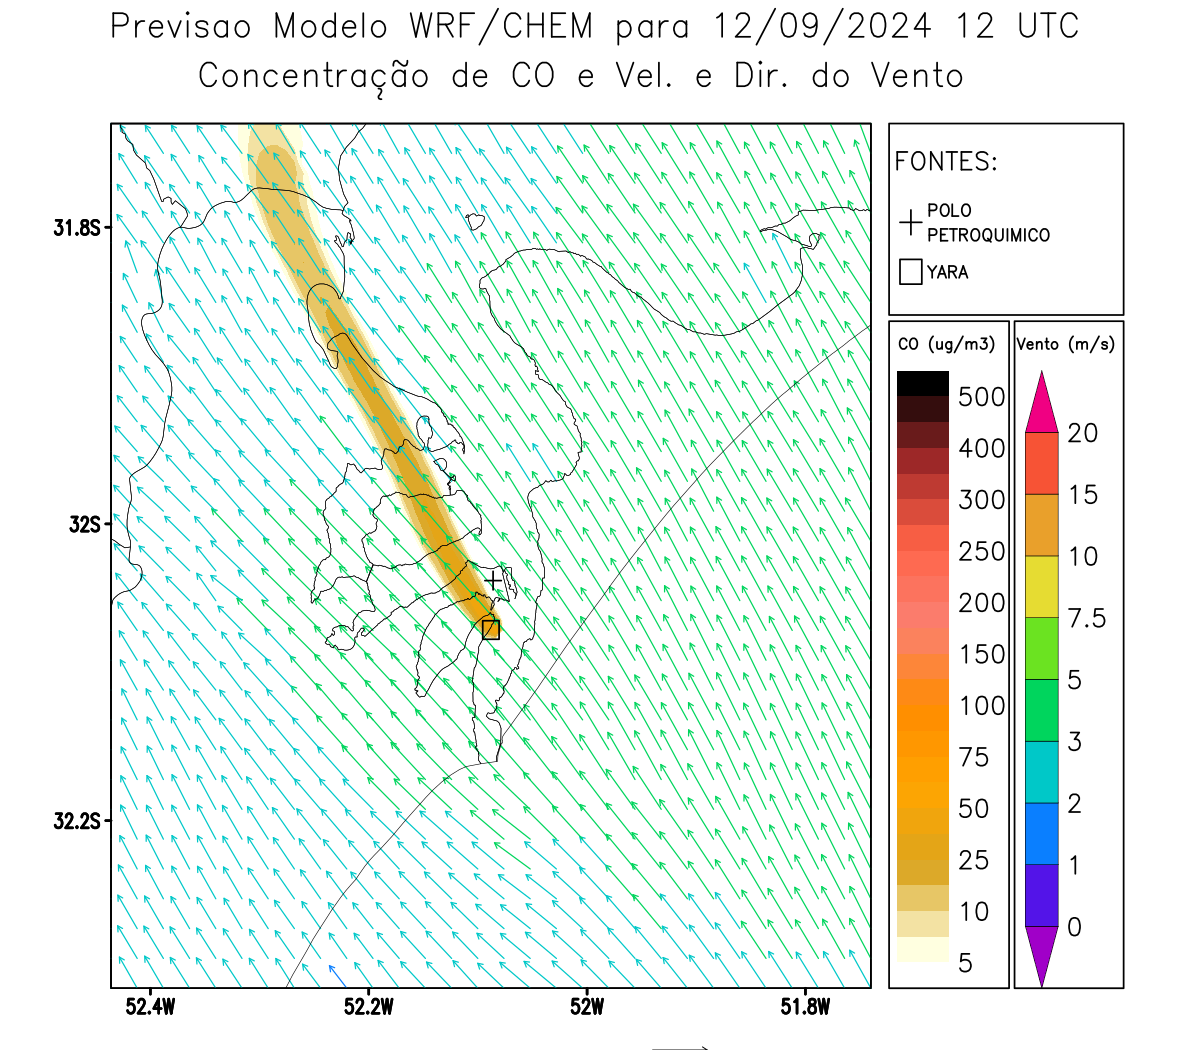 Previsao Modelo WRF/CHEM para 12/09/2024 12 UTC
Concentração de CO e Vel. e Dir. do Vento
FONTES:
POLO
PETROQUIMICO
YARA
CO (ug/m3)
500
400
300
250
200
150
100
75
50
25
10
5
Vento (m/s)
20
15
10
7.5
5
3
2
1
0
31.8S
32S
32.2S
52.4W
52.2W
52W
51.8W